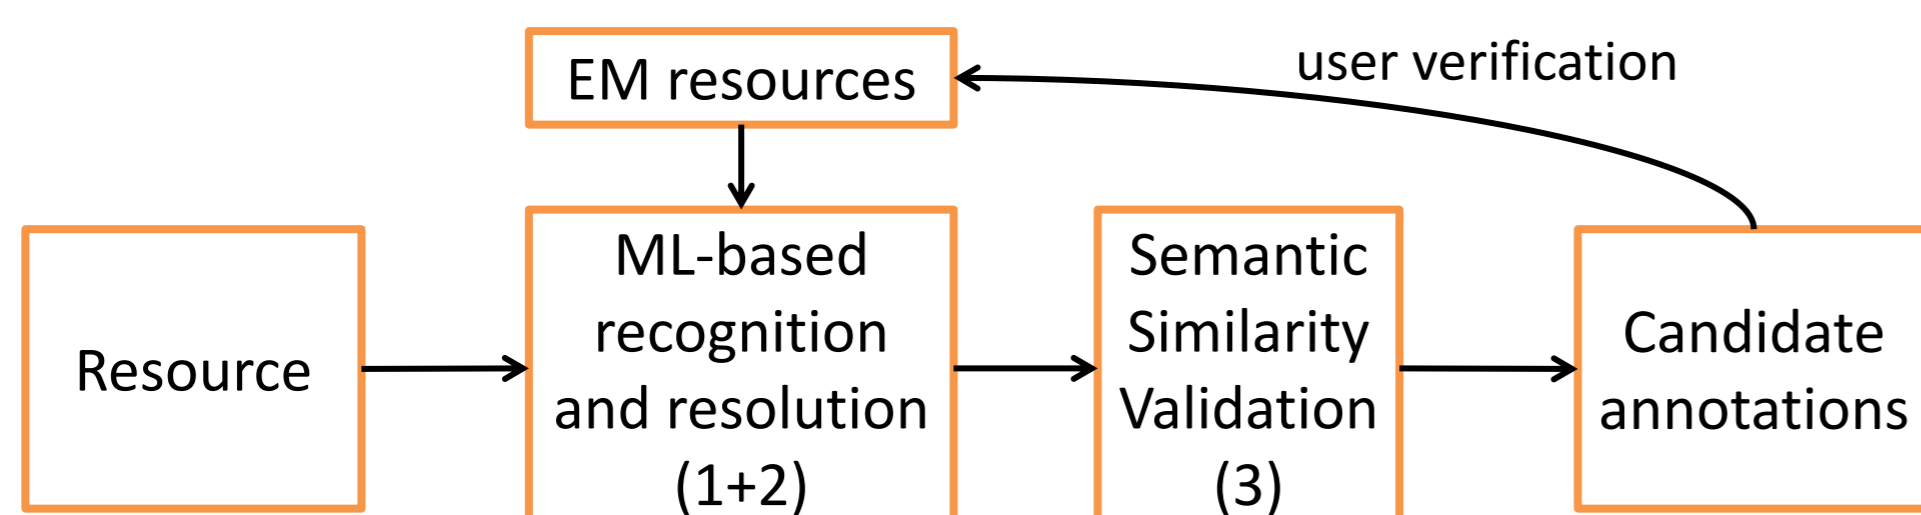 EM resources
user verification
Resource
ML-based
recognition
and resolution
(1+2)
Semantic
Similarity
Validation
(3)
Candidate
annotations